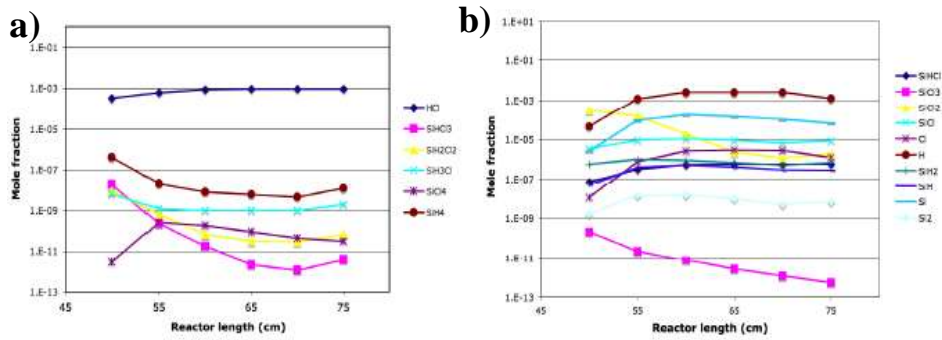 a)
1.E-01
1.E-03
1.E-05
1.E-07
1.E-09
1.E-11
1.E-13
45
55
65
75
Mole fraction
Reactor length (cm)
HCl
SiHCl3
SiH2Cl2
SiH3Cl
SiCl4
SiH4
b)
1.E+01
1.E-01
1.E-03
1.E-05
1.E-07
1.E-09
1.E-11
1.E-13
45
55
65
75
Mole fraction
Reactor length (cm)
SiHCl
SiCl3
SiCl2
SiCl
Cl
H
SiH2
SiH
Si
Si2